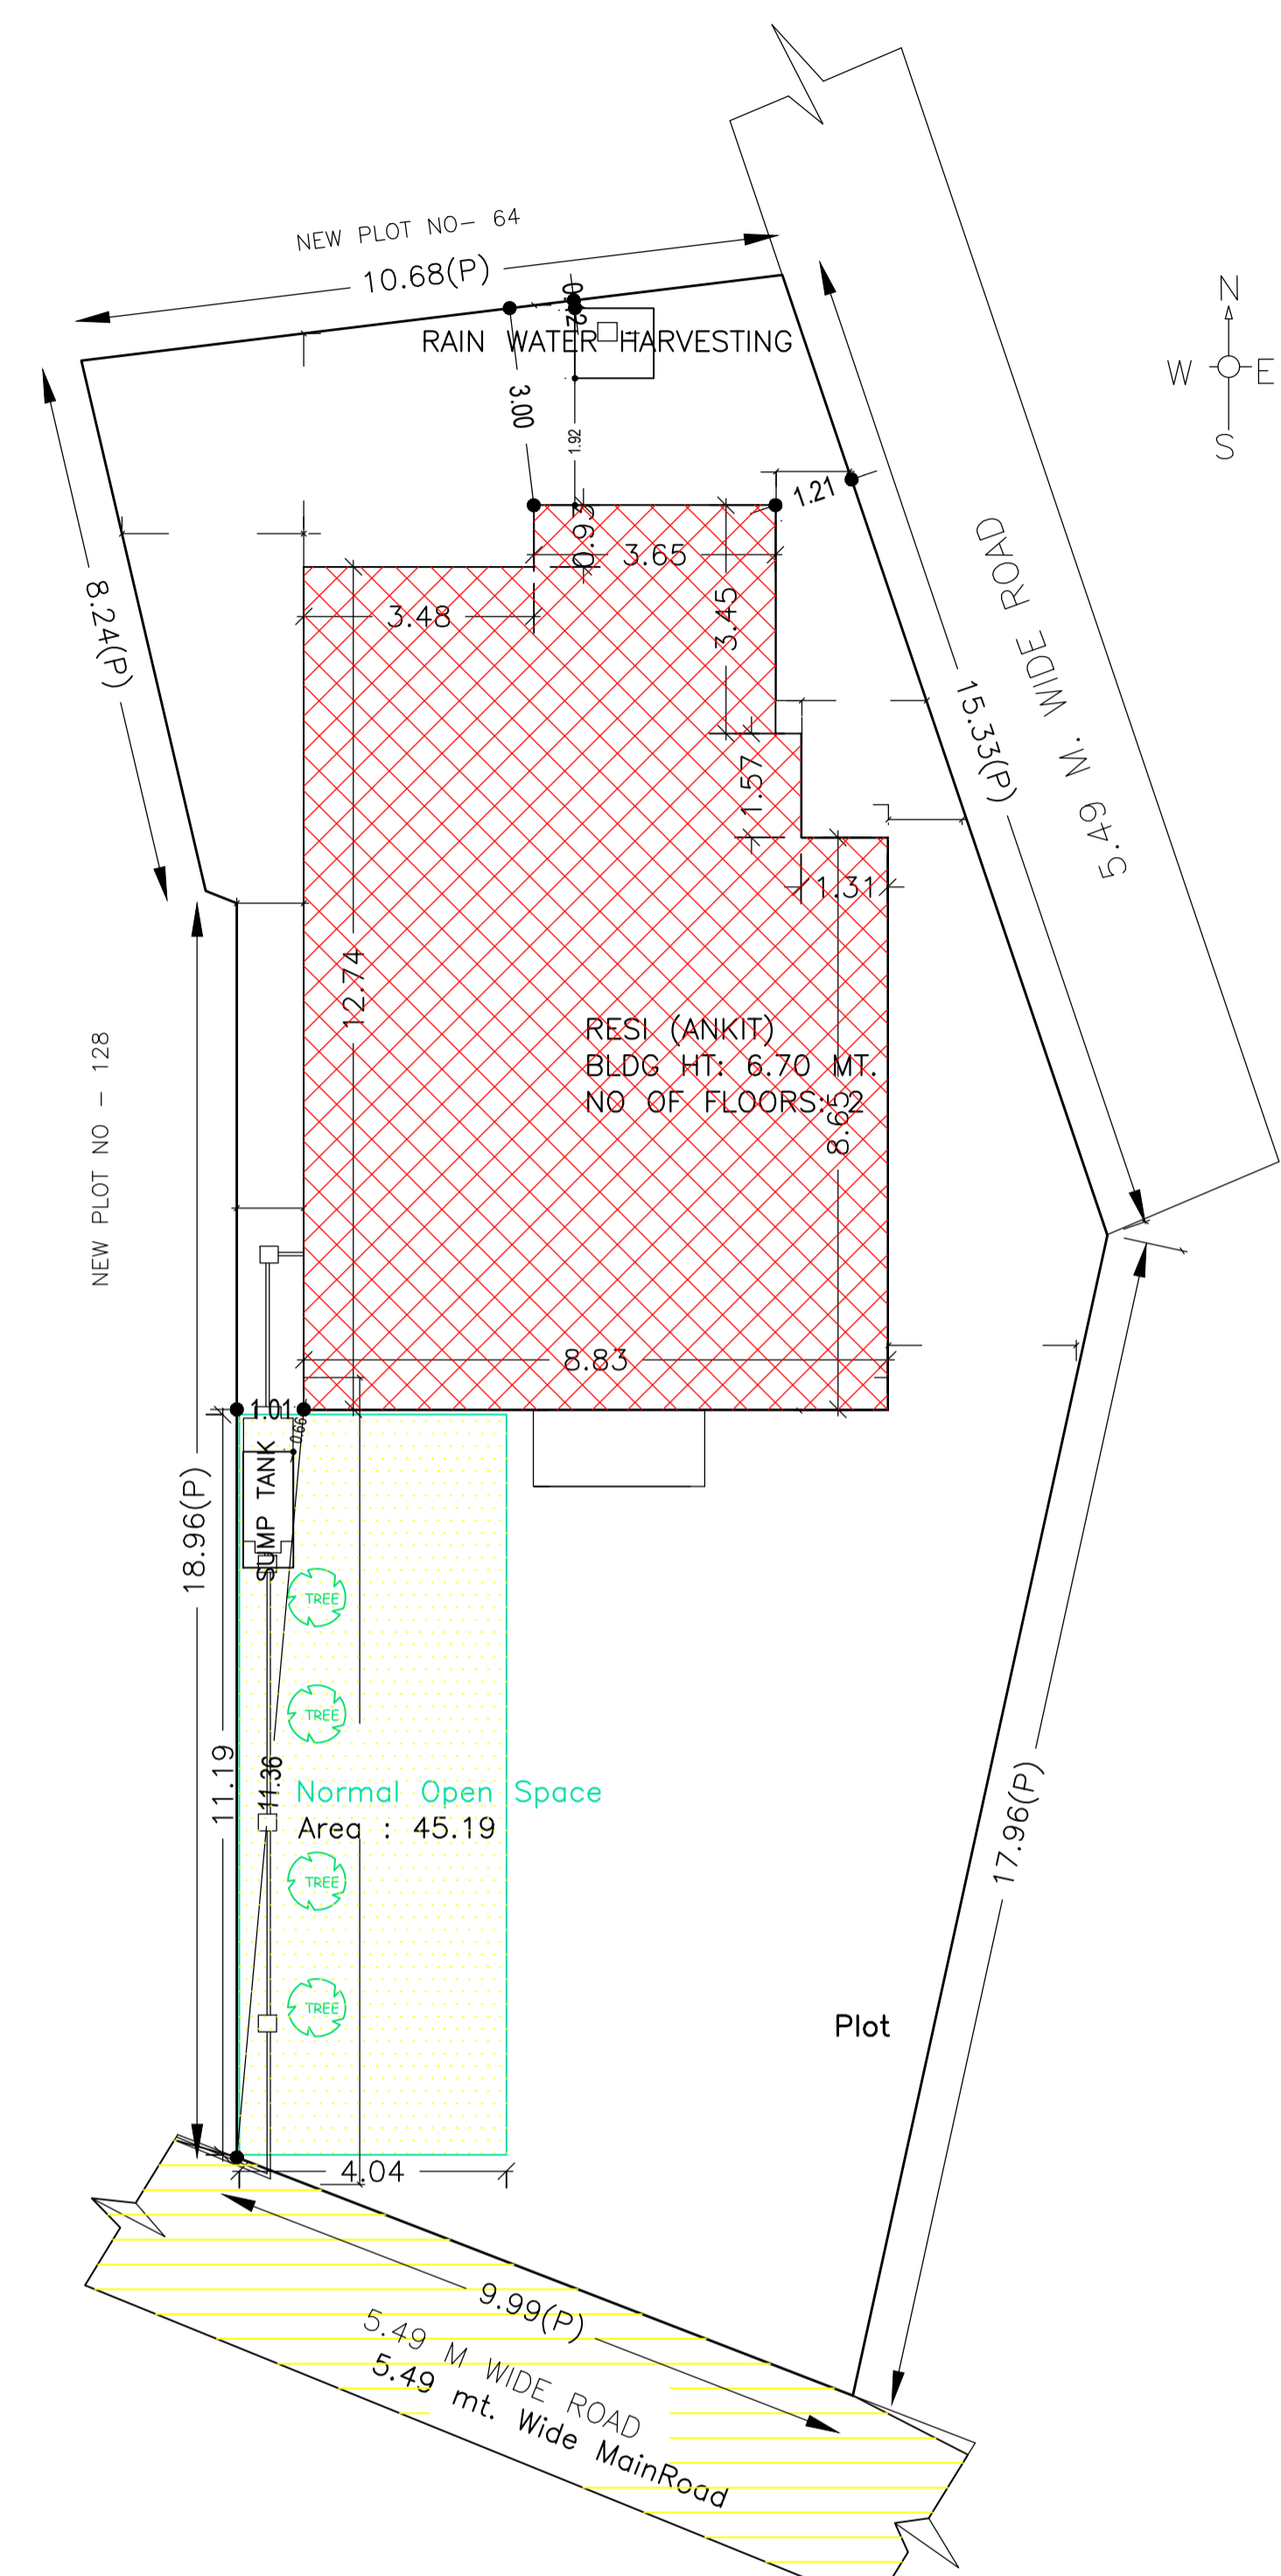 NEW PLOT NO- 64
10.68(P)
RAIN WATER HARVESTING
3.00
1.92
1.21
N
W
E
S
0.93
3.65
3.45
3.48
8.24(P)
1.57
1.31
15.33(P)
5.49 M. WIDE ROAD
12.74
RESI (ANKIT)
BLDG HT: 6.70 MT.
NO OF FLOORS: 2
8.65
NEW PLOT NO - 128
8.83
1.01
0.66
SUMP TANK
18.96(P)
TREE
TREE
11.19
11.36
Normal Open Space
Area : 45.19
TREE
TREE
17.96(P)
Plot
4.04
9.99(P)
5.49 M WIDE ROAD
5.49 mt. Wide MainRoad